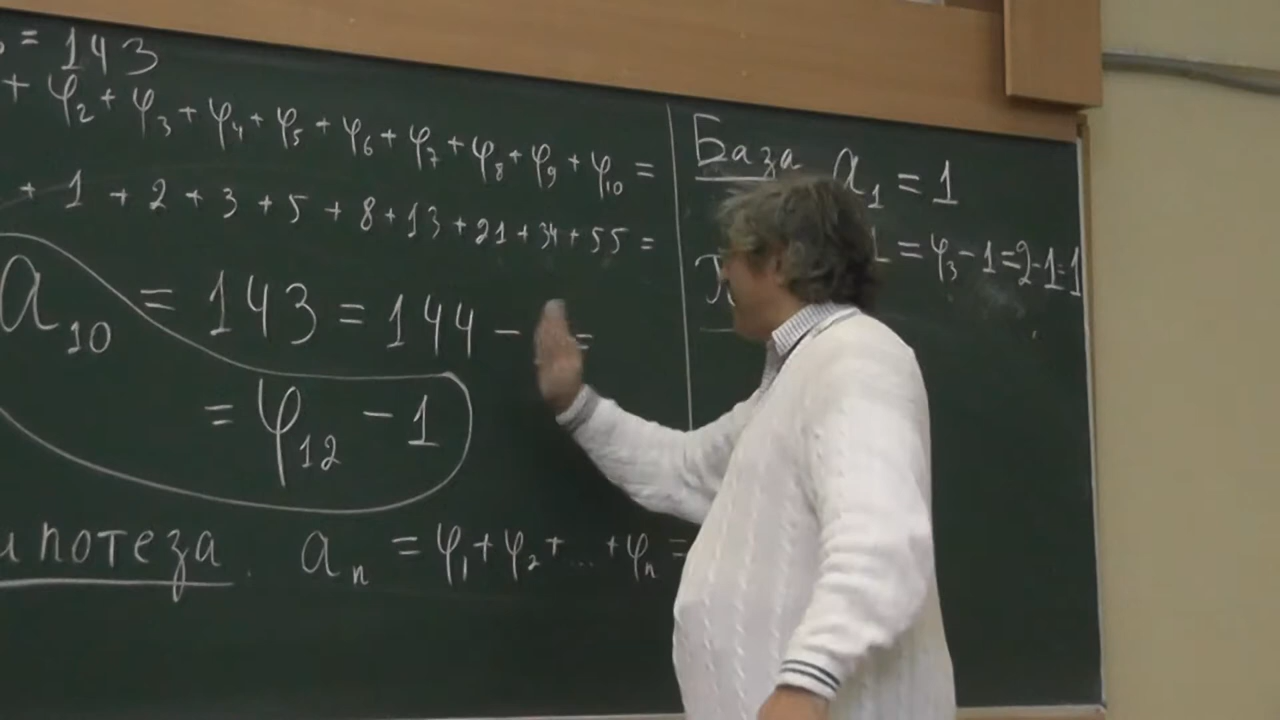 = 143
+ φ₂ + φ₃ + φ₄ + φ₅ + φ₆ + φ₇ + φ₈ + φ₉ + φ₁₀ =
+ 1 + 2 + 3 + 5 + 8 + 13 + 21 + 34 + 55 =
a₁₀ = 143 = 144 − =
= φ₁₂ − 1
ипотеза. aₙ = φ₁ + φ₂ + ... + φₙ =
База a₁ = 1
1 = φ₃ − 1 = 2 − 1 = 1
П